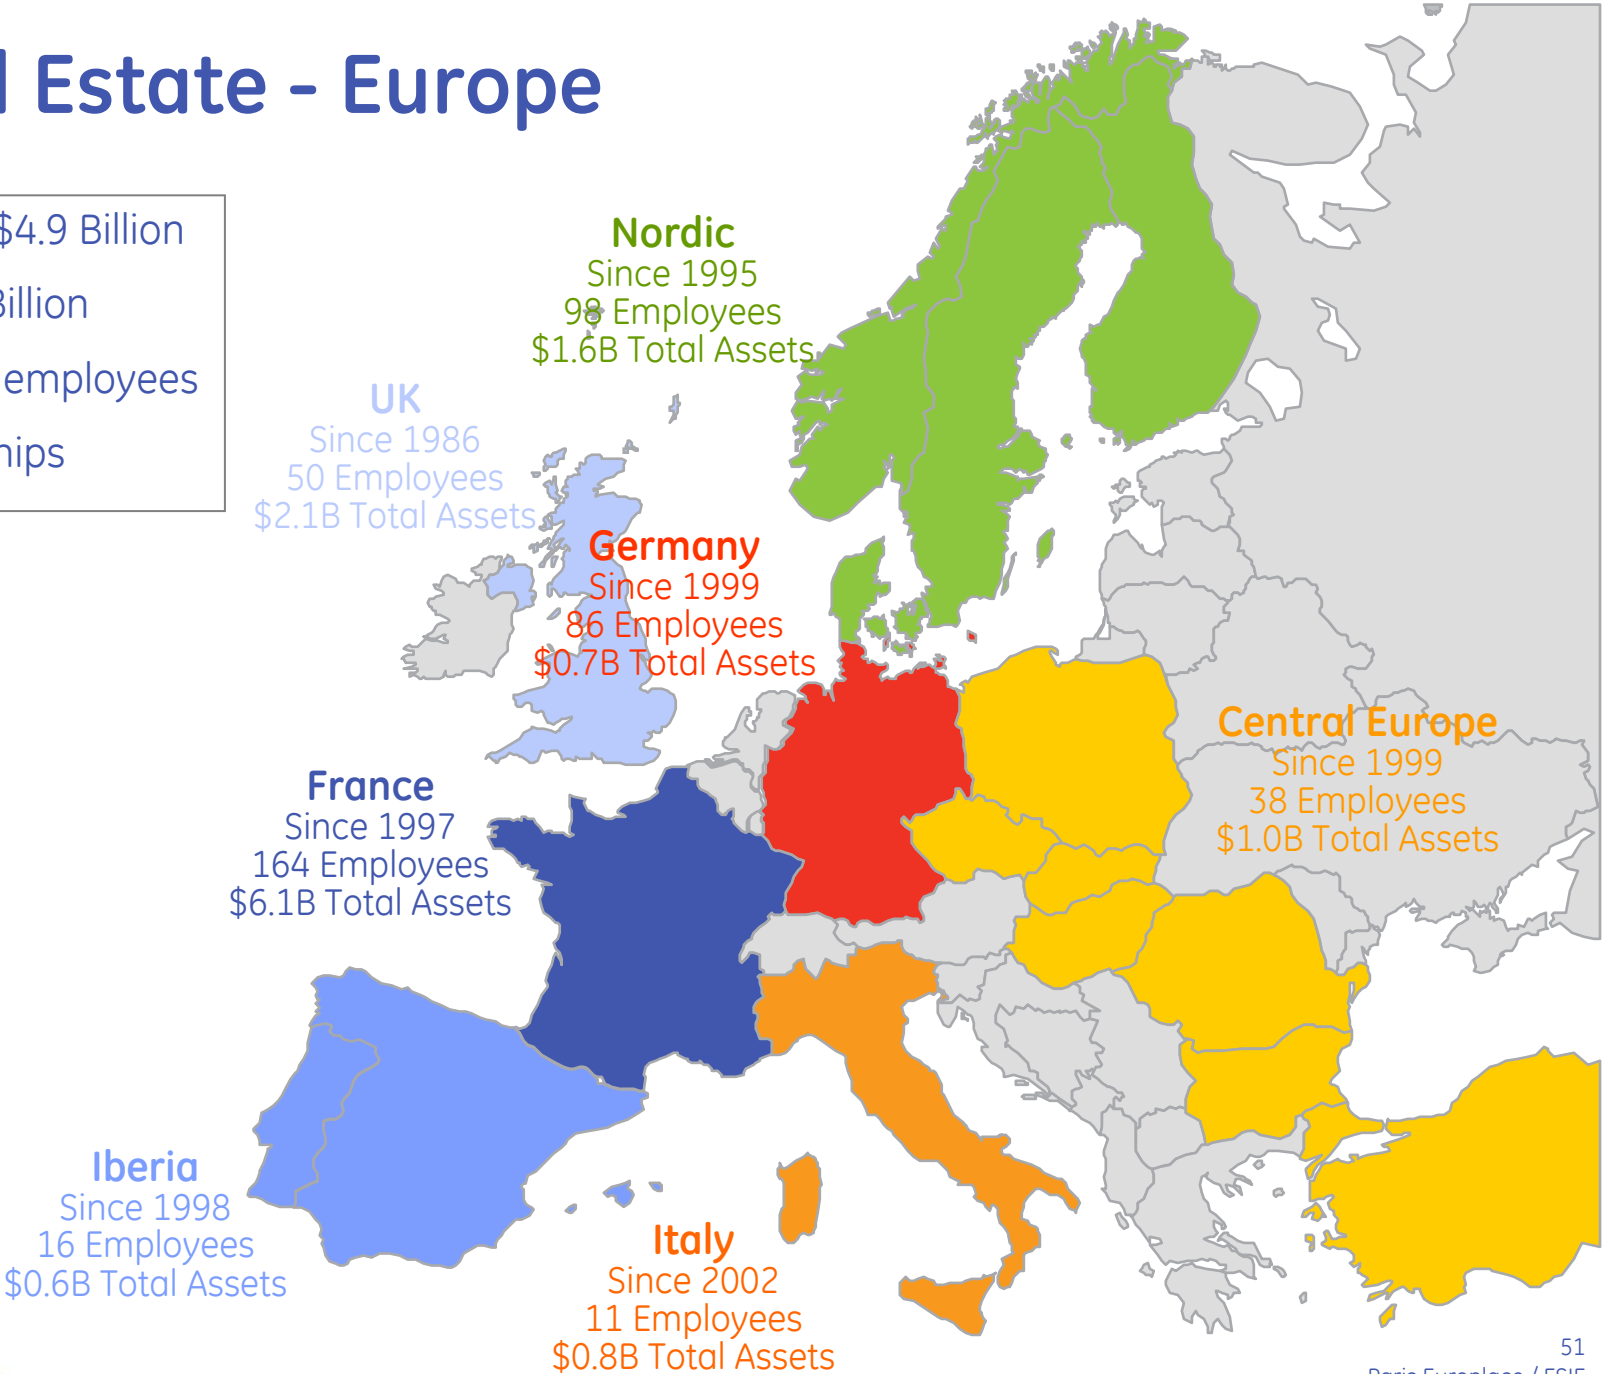 Estate - Europe
$4.9 Billion
Billion
employees
Nordic
Since 1995
98 Employees
$1.6B Total Assets
UK
Since 1986
50 Employees
$2.1B Total Assets
Germany
Since 1999
86 Employees
$0.7B Total Assets
Central Europe
Since 1999
38 Employees
$1.0B Total Assets
France
Since 1997
164 Employees
$6.1B Total Assets
Iberia
Since 1998
16 Employees
$0.6B Total Assets
Italy
Since 2002
11 Employees
$0.8B Total Assets
51